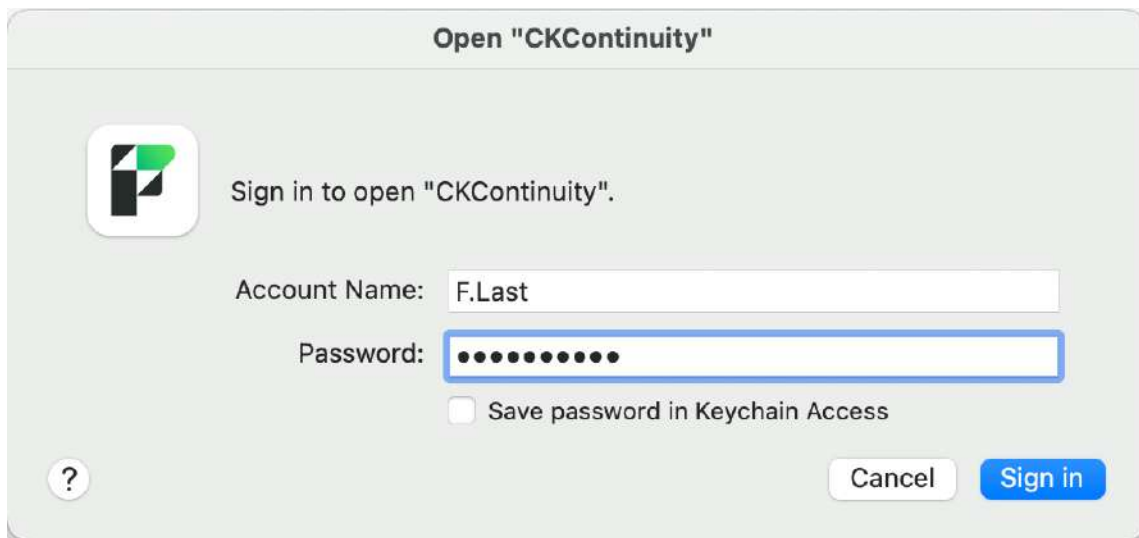 Open "CKContinuity"
Sign in to open "CKContinuity".
Account Name: F.Last
Password: ••••••••••
Save password in Keychain Access
? Cancel Sign in